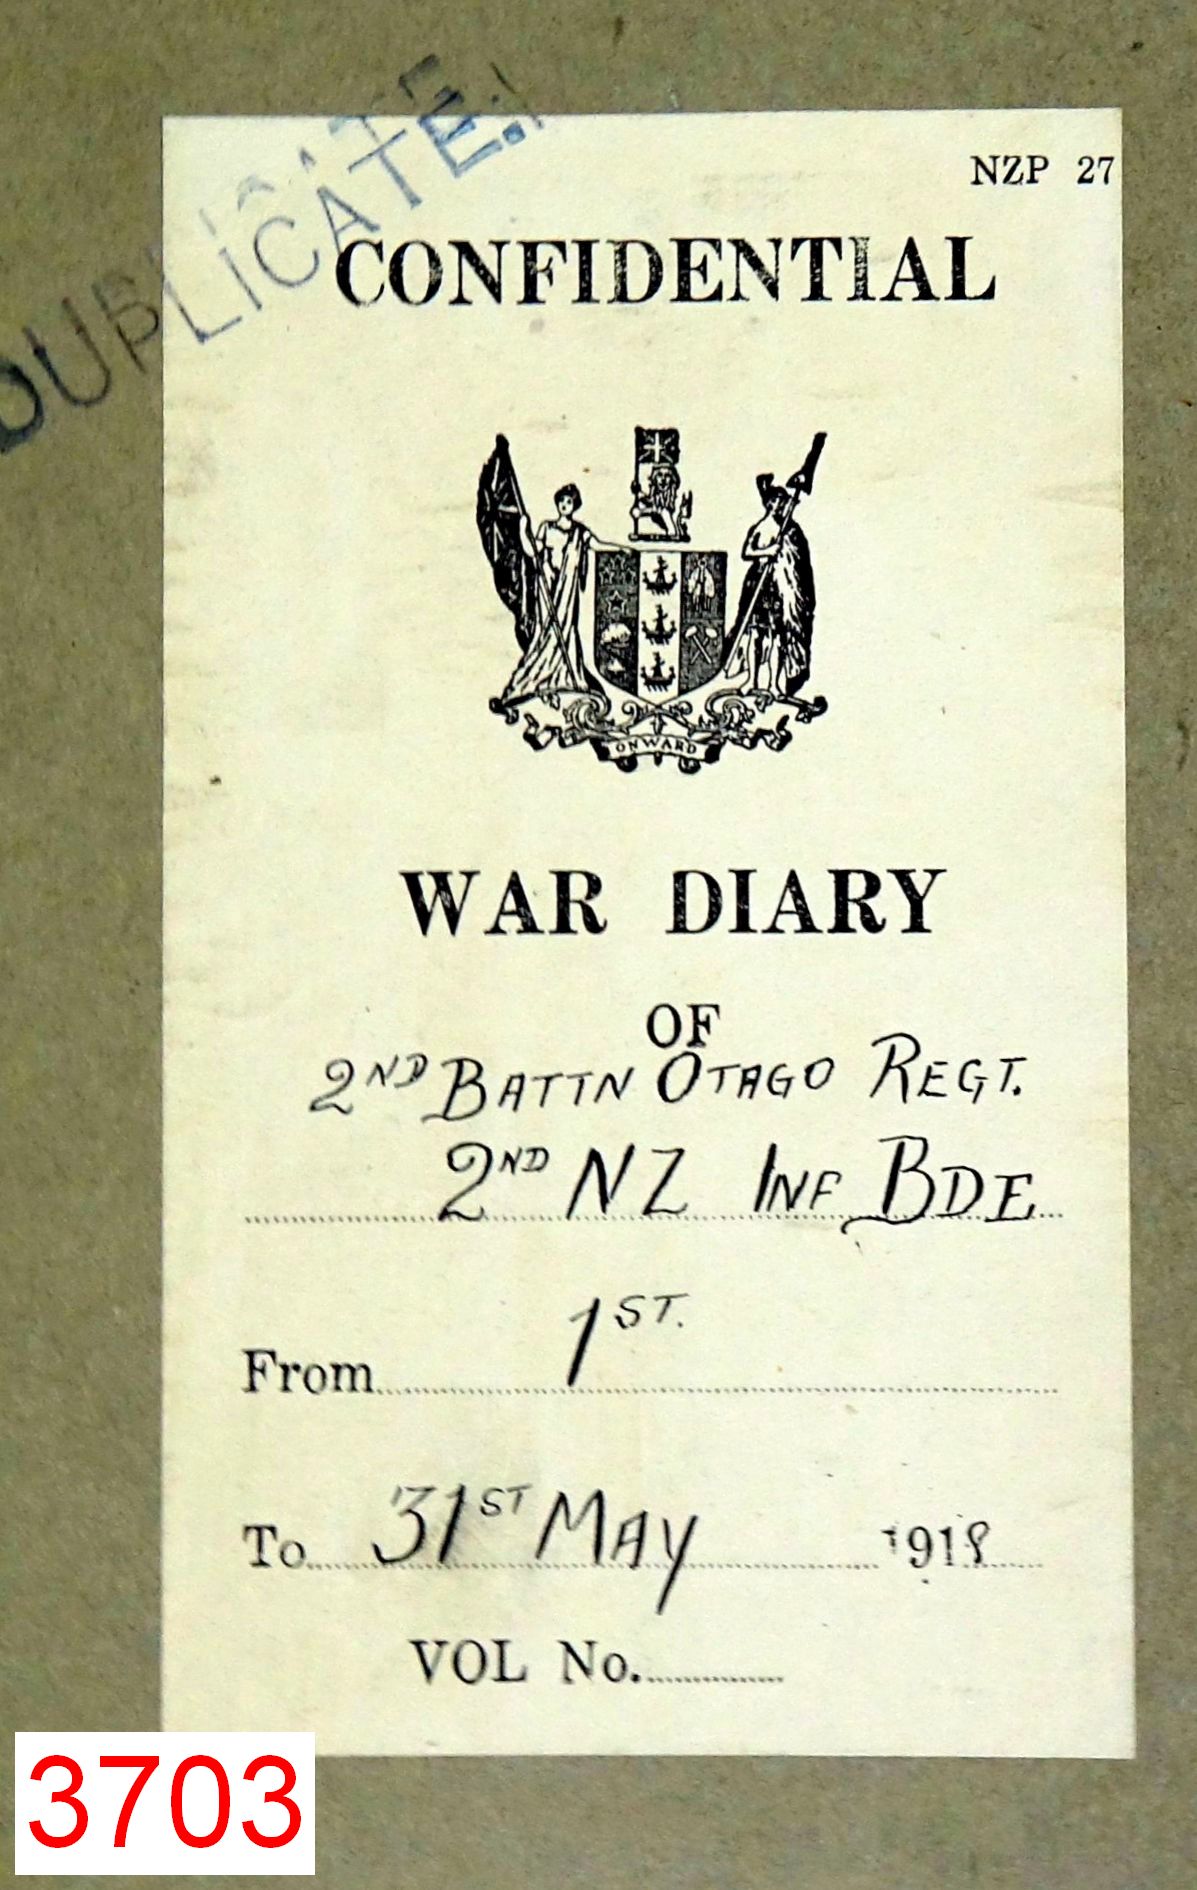 DUPLICATE.
NZP 27
CONFIDENTIAL
ONWARD
WAR DIARY
OF
2ND BATTN OTAGO REGT.
2ND NZ INF BDE
From 1ST.
To 31ST MAY 1918
VOL No.
3703